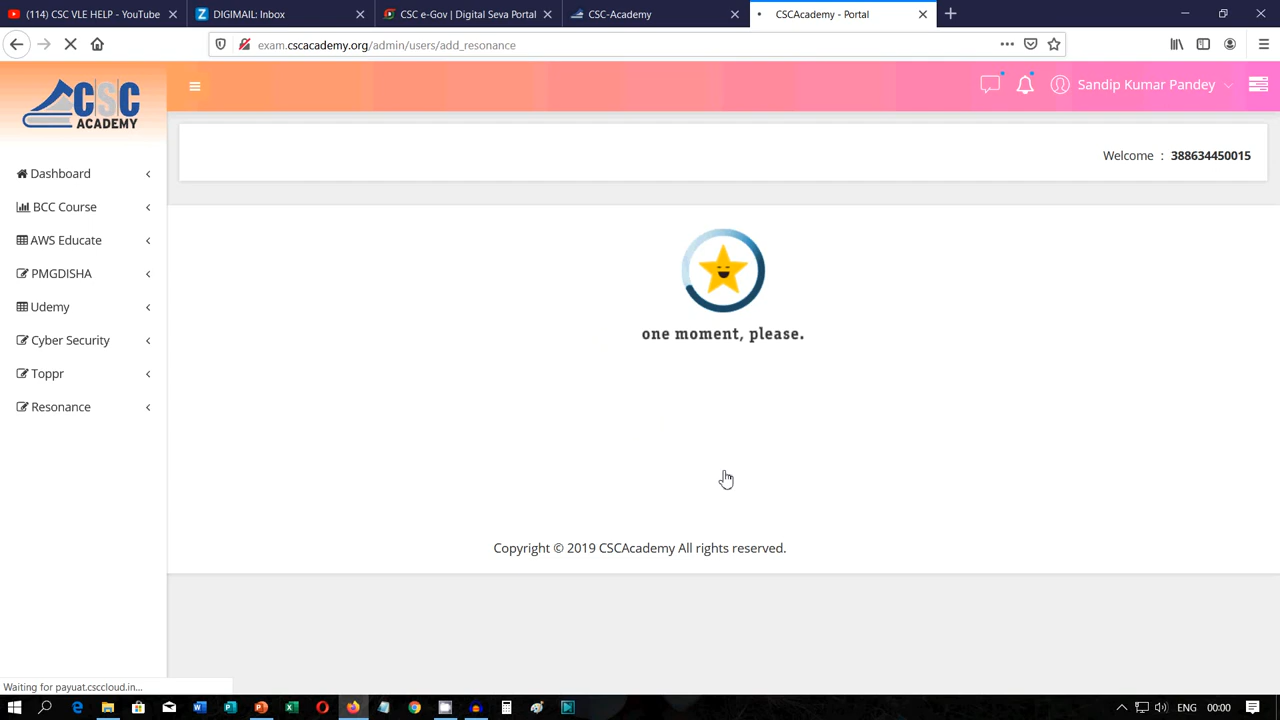 (114) CSC VLE HELP - YouTube
DIGIMAIL: Inbox
CSC e-Gov | Digital Seva Portal
CSC-Academy
CSCAcademy - Portal
exam.cscacademy.org/admin/users/add_resonance
CSC
ACADEMY
Sandip Kumar Pandey
Welcome : 388634450015
Dashboard
BCC Course
AWS Educate
PMGDISHA
Udemy
Cyber Security
Toppr
Resonance
one moment, please.
Copyright © 2019 CSCAcademy All rights reserved.
Waiting for payuat.csccloud.in...
ENG 00:00